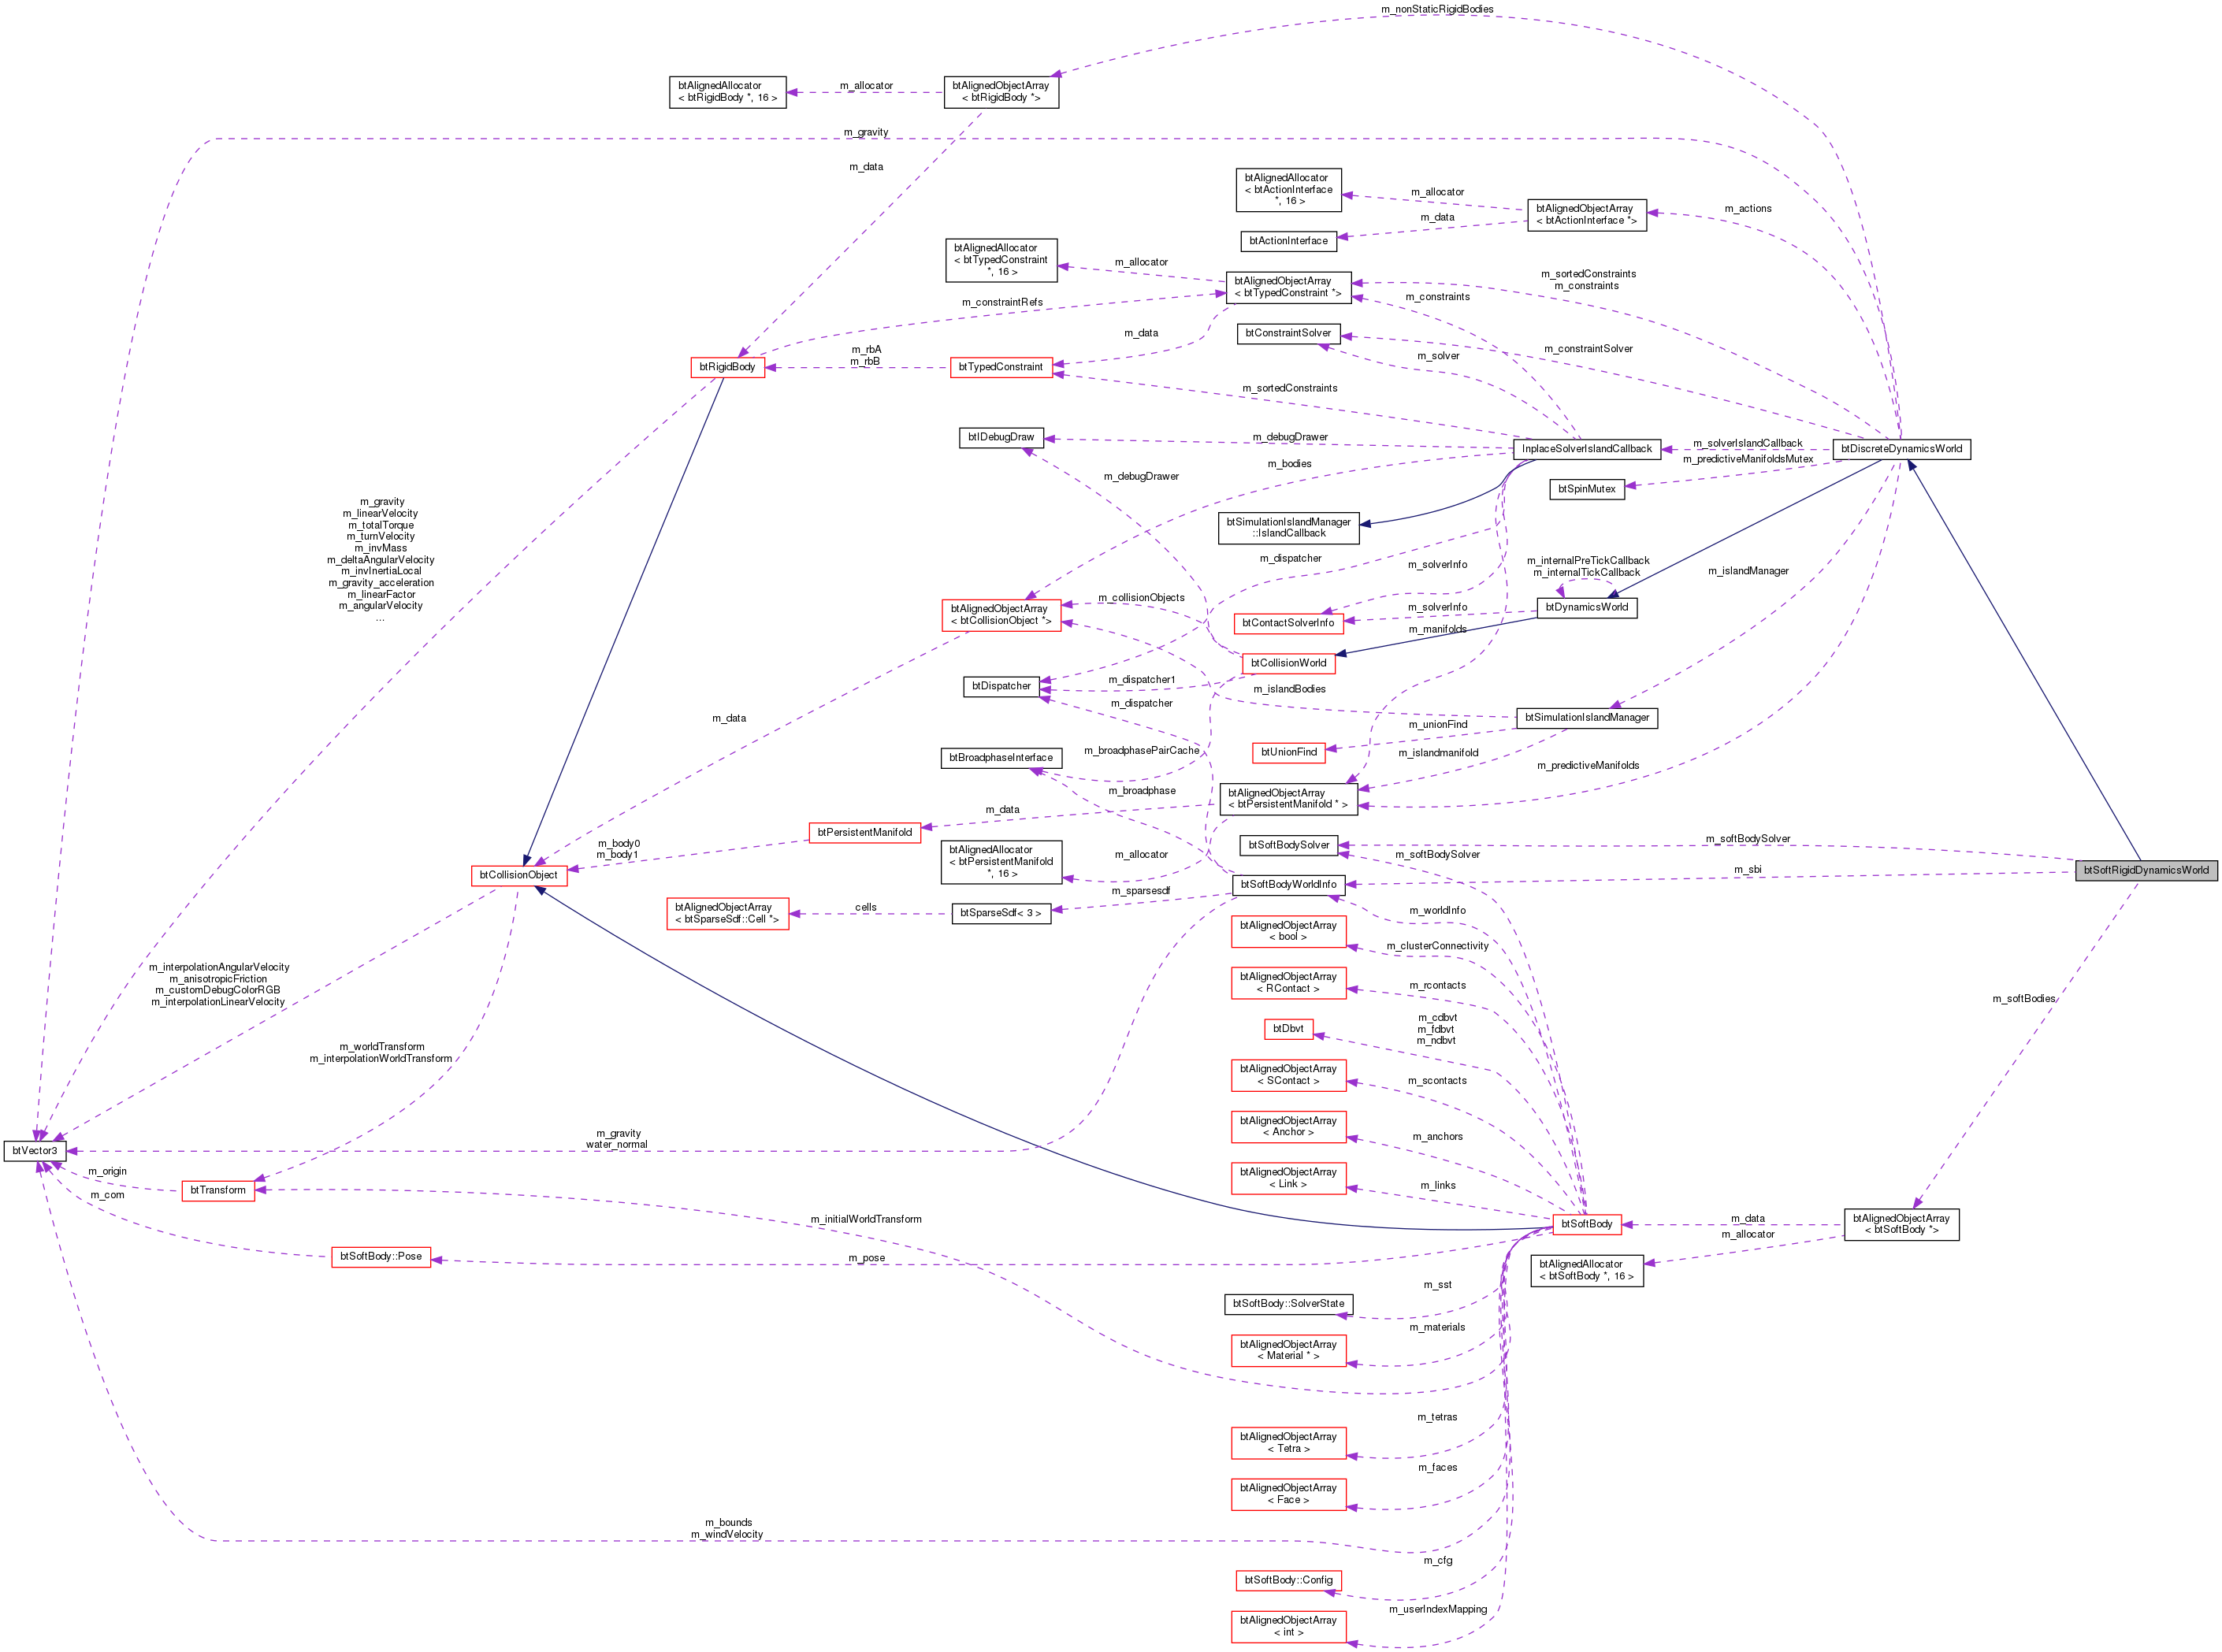 m_nonStaticRigidBodies
btAlignedAllocator
< btRigidBody *, 16 >
m_allocator
btAlignedObjectArray
< btRigidBody *>
m_gravity
m_data
btAlignedAllocator
< btActionInterface
*, 16 >
m_allocator
btAlignedObjectArray
< btActionInterface *>
m_actions
m_data
btActionInterface
btAlignedAllocator
< btTypedConstraint
*, 16 >
m_allocator
btAlignedObjectArray
< btTypedConstraint *>
m_sortedConstraints
m_constraints
m_constraints
m_constraintRefs
m_data
btConstraintSolver
m_constraintSolver
m_solver
m_rbA
m_rbB
btRigidBody
btTypedConstraint
m_sortedConstraints
btIDebugDraw
m_debugDrawer
InplaceSolverIslandCallback
m_solverIslandCallback
btDiscreteDynamicsWorld
m_predictiveManifoldsMutex
m_bodies
m_debugDrawer
btSpinMutex
m_gravity
m_linearVelocity
m_totalTorque
m_turnVelocity
m_invMass
m_deltaAngularVelocity
m_invInertiaLocal
m_gravity_acceleration
m_linearFactor
m_angularVelocity
...
btSimulationIslandManager
::IslandCallback
m_dispatcher
m_solverInfo
m_internalPreTickCallback
m_internalTickCallback
m_islandManager
btAlignedObjectArray
< btCollisionObject *>
m_collisionObjects
btContactSolverInfo
m_solverInfo
btDynamicsWorld
m_manifolds
btCollisionWorld
btDispatcher
m_dispatcher1
m_islandBodies
m_dispatcher
btSimulationIslandManager
m_data
m_unionFind
btUnionFind
btBroadphaseInterface
m_broadphasePairCache
m_islandmanifold
m_predictiveManifolds
m_broadphase
btAlignedObjectArray
< btPersistentManifold * >
m_data
btPersistentManifold
m_body0
m_body1
btAlignedAllocator
< btPersistentManifold
*, 16 >
m_allocator
btSoftBodySolver
m_softBodySolver
m_softBodySolver
btCollisionObject
btSoftBodyWorldInfo
m_sbi
btSoftRigidDynamicsWorld
m_sparsesdf
btAlignedObjectArray
< btSparseSdf::Cell *>
cells
btSparseSdf< 3 >
m_worldInfo
btAlignedObjectArray
< bool >
m_clusterConnectivity
m_interpolationAngularVelocity
m_anisotropicFriction
m_customDebugColorRGB
m_interpolationLinearVelocity
btAlignedObjectArray
< RContact >
m_rcontacts
m_softBodies
btDbvt
m_cdbvt
m_fdbvt
m_ndbvt
m_worldTransform
m_interpolationWorldTransform
btAlignedObjectArray
< SContact >
m_scontacts
btAlignedObjectArray
< Anchor >
m_anchors
m_gravity
water_normal
btVector3
m_origin
btTransform
m_com
btAlignedObjectArray
< Link >
m_links
m_initialWorldTransform
btSoftBody
m_data
btAlignedObjectArray
< btSoftBody *>
m_allocator
btSoftBody::Pose
m_pose
btAlignedAllocator
< btSoftBody *, 16 >
btSoftBody::SolverState
m_sst
btAlignedObjectArray
< Material * >
m_materials
btAlignedObjectArray
< Tetra >
m_tetras
btAlignedObjectArray
< Face >
m_faces
m_bounds
m_windVelocity
m_cfg
btSoftBody::Config
btAlignedObjectArray
< int >
m_userIndexMapping